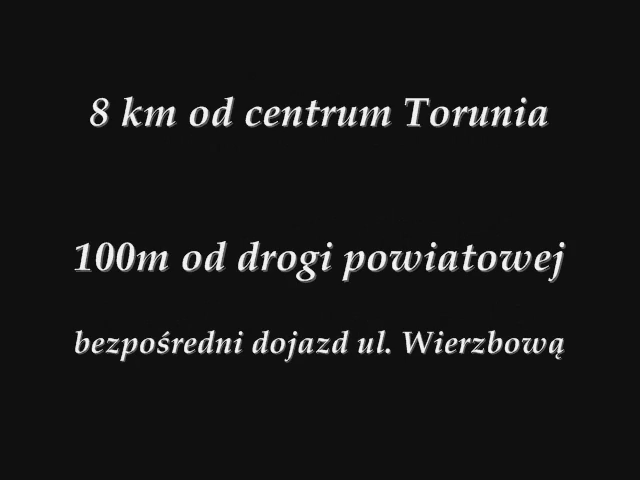 8 km od centrum Torunia
100m od drogi powiatowej
bezpośredni dojazd ul. Wierzbową